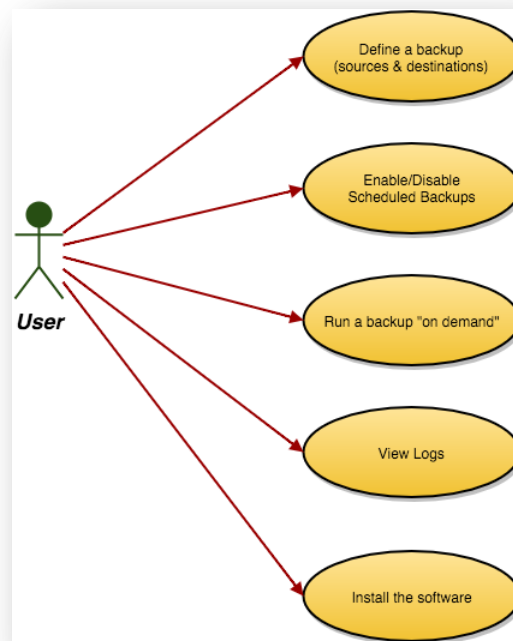 Define a backup
(sources & destinations)
Enable/Disable
Scheduled Backups
User
Run a backup "on demand"
View Logs
Install the software